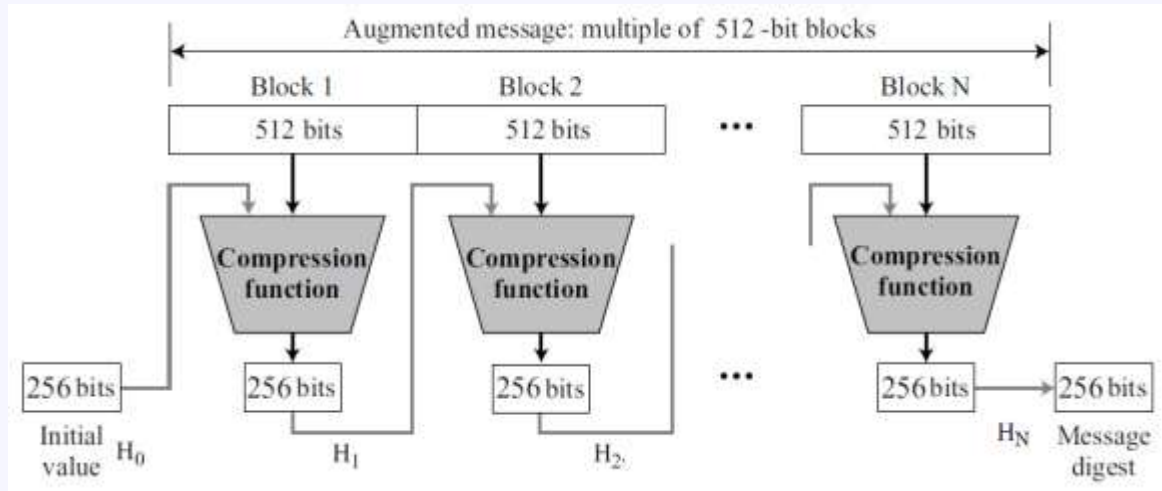 Augmented message: multiple of 512 -bit blocks
Block 1
Block 2
Block N
512 bits
512 bits
•••
512 bits
Compression
function
Compression
function
Compression
function
256 bits
256 bits
256 bits
•••
256 bits
256 bits
Initial
value
H0
H1
H2.
HN
Message
digest